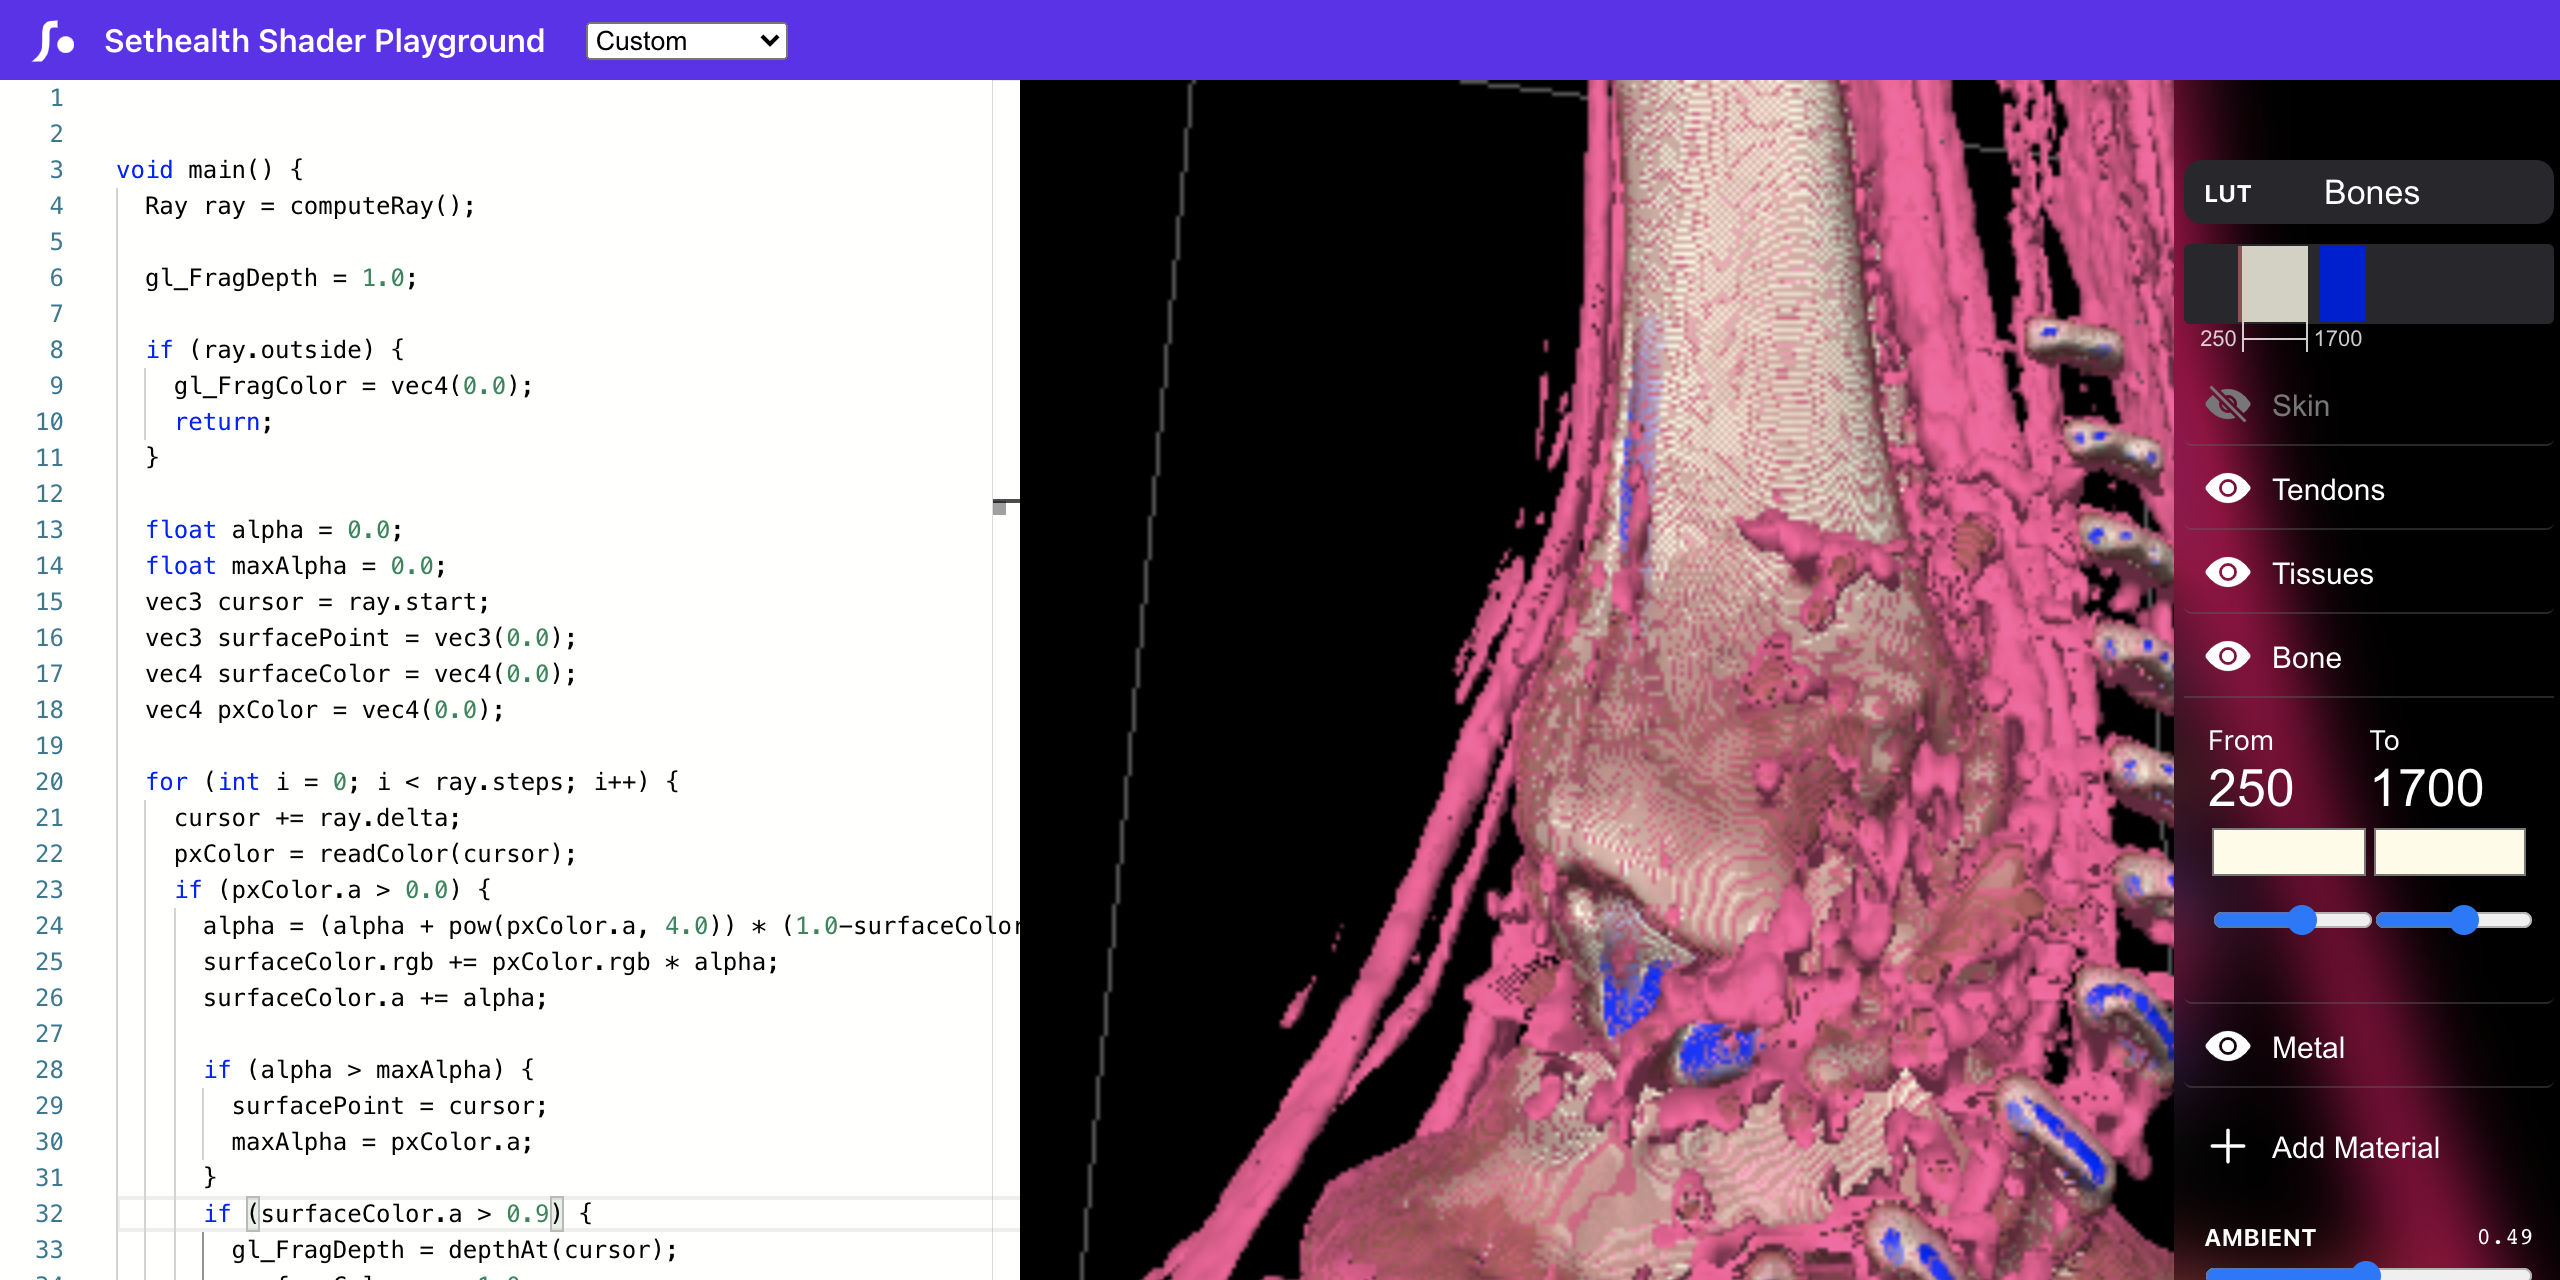 Sethealth Shader Playground
Custom
1
2
3 void main() {
4 Ray ray = computeRay();
5
6 gl_FragDepth = 1.0;
7
8 if (ray.outside) {
9 gl_FragColor = vec4(0.0);
10 return;
11 }
12
13 float alpha = 0.0;
14 float maxAlpha = 0.0;
15 vec3 cursor = ray.start;
16 vec3 surfacePoint = vec3(0.0);
17 vec4 surfaceColor = vec4(0.0);
18 vec4 pxColor = vec4(0.0);
19
20 for (int i = 0; i < ray.steps; i++) {
21 cursor += ray.delta;
22 pxColor = readColor(cursor);
23 if (pxColor.a > 0.0) {
24 alpha = (alpha + pow(pxColor.a, 4.0)) * (1.0-surfaceColor
25 surfaceColor.rgb += pxColor.rgb * alpha;
26 surfaceColor.a += alpha;
27
28 if (alpha > maxAlpha) {
29 surfacePoint = cursor;
30 maxAlpha = pxColor.a;
31 }
32 if (surfaceColor.a > 0.9) {
33 gl_FragDepth = depthAt(cursor);
LUT Bones
250 1700
Skin
Tendons
Tissues
Bone
From To
250 1700
Metal
Add Material
AMBIENT 0.49